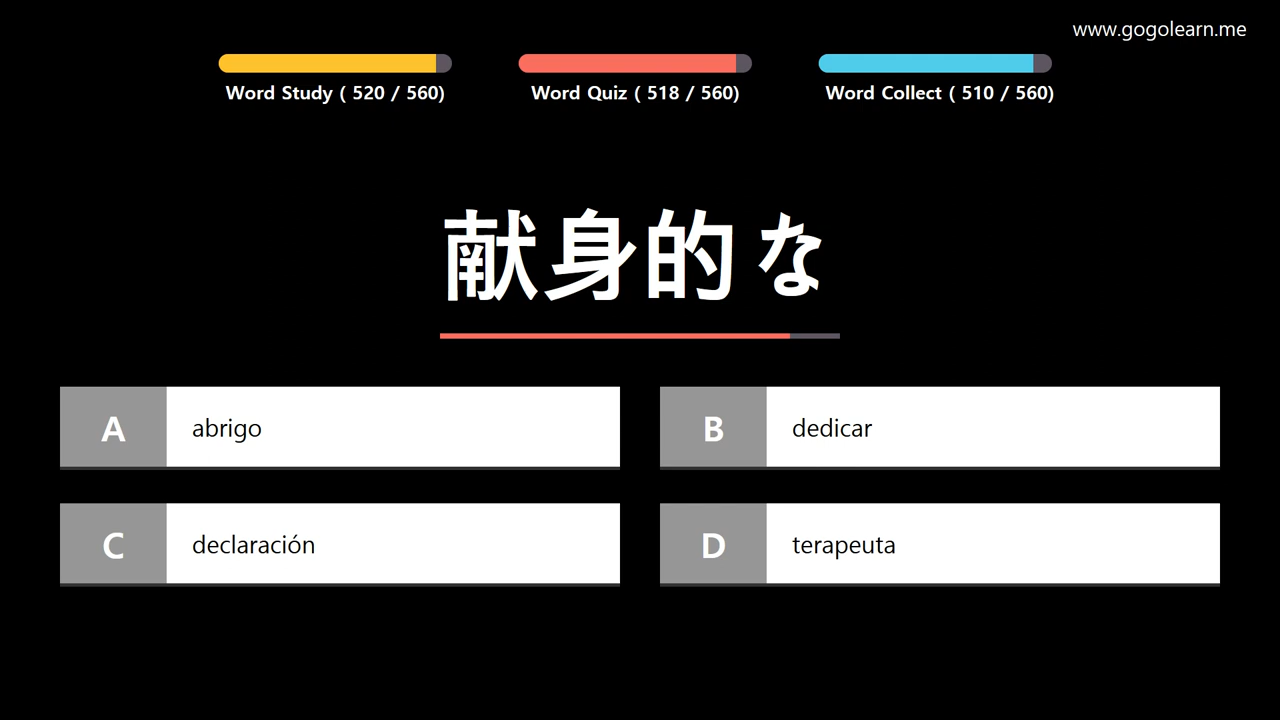 www.gogolearn.me
Word Study ( 520 / 560)
Word Quiz ( 518 / 560)
Word Collect ( 510 / 560)
献身的な
A abrigo
B dedicar
C declaración
D terapeuta